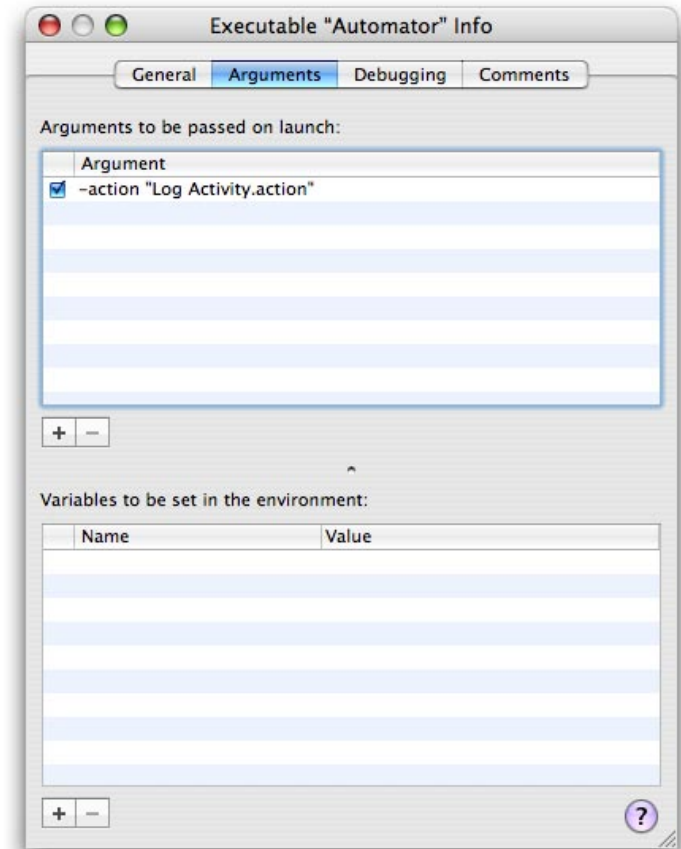 Executable “Automator” Info
General Arguments Debugging Comments
Arguments to be passed on launch:
Argument
-action "Log Activity.action"
+ −
Variables to be set in the environment:
Name Value
+ −
?